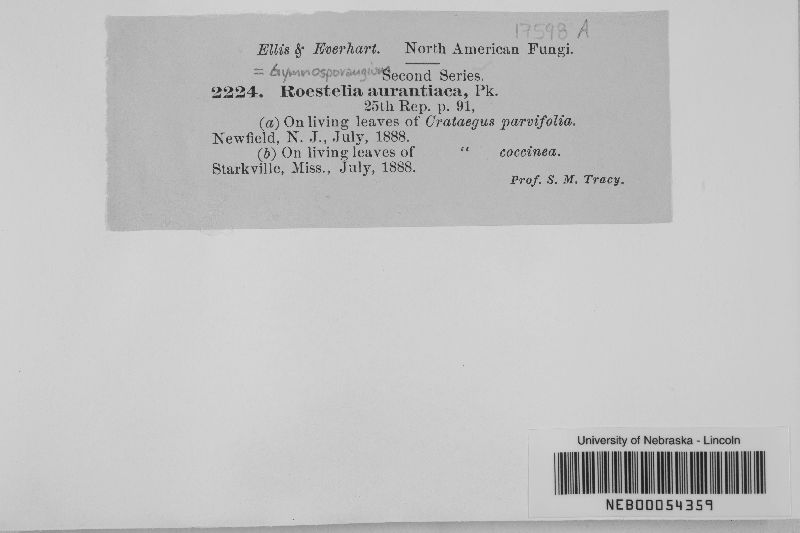 17598 A
Ellis & Everhart. North American Fungi.
= Gymnosporangium Second Series.
2224. Roestelia aurantiaca, Pk.
25th Rep. p. 91,
(a) On living leaves of Crataegus parvifolia.
Newfield, N. J., July, 1888.
(b) On living leaves of " coccinea.
Starkville, Miss., July, 1888.
Prof. S. M. Tracy.
University of Nebraska - Lincoln
NEB00054359